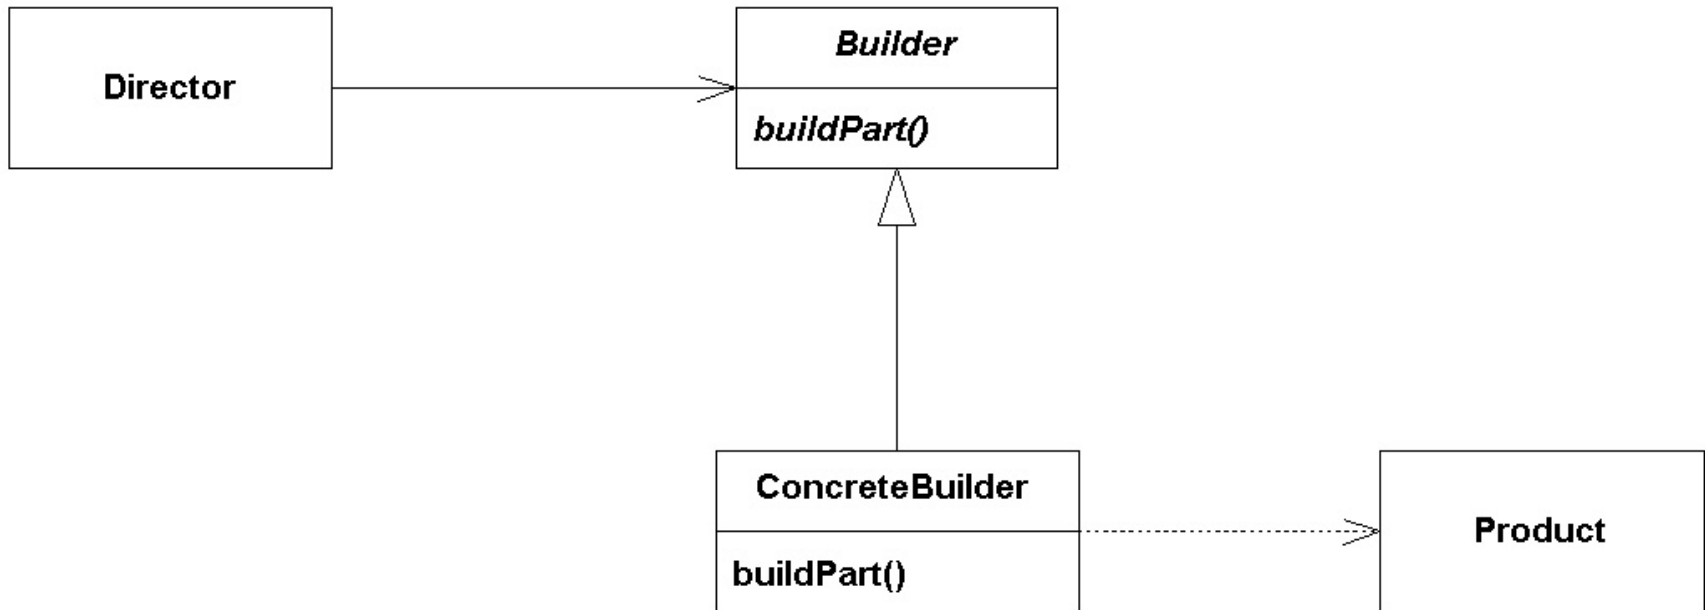 Director
Builder
buildPart()
ConcreteBuilder
buildPart()
Product